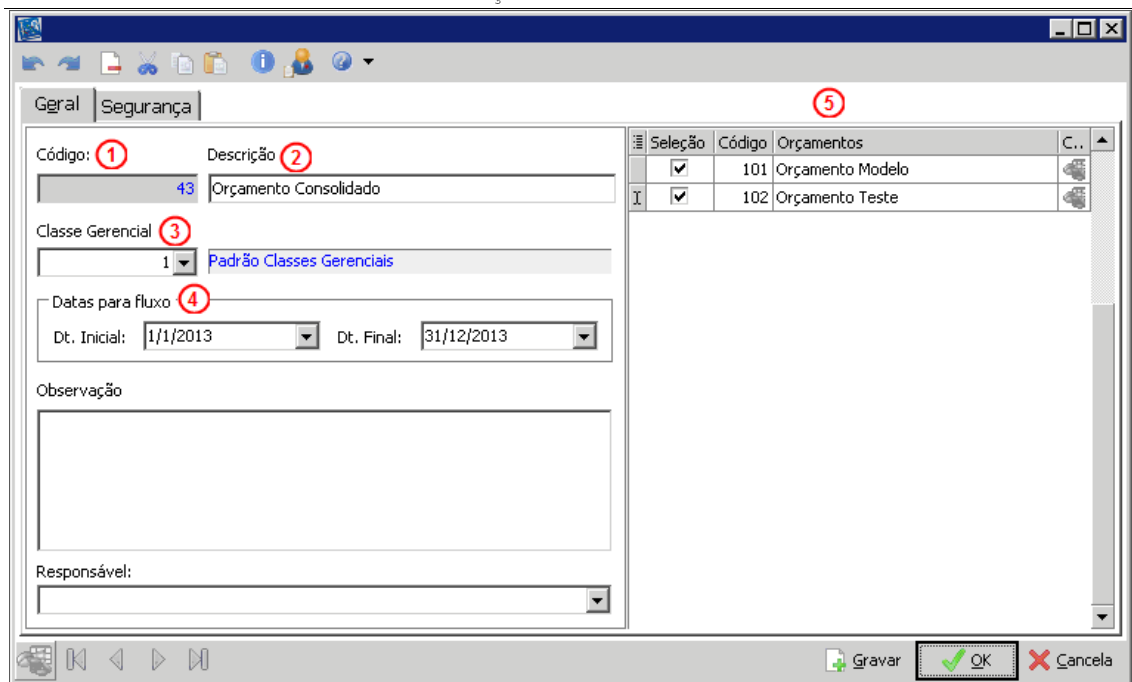 Geral Segurança
5
Código: 1 Descrição 2
43 Orçamento Consolidado
Classe Gerencial 3
1 Padrão Classes Gerenciais
Datas para fluxo 4
Dt. Inicial: 1/1/2013 Dt. Final: 31/12/2013
Observação
Responsável:
Seleção Código Orçamentos C..
101 Orçamento Modelo
102 Orçamento Teste
Gravar OK Cancela